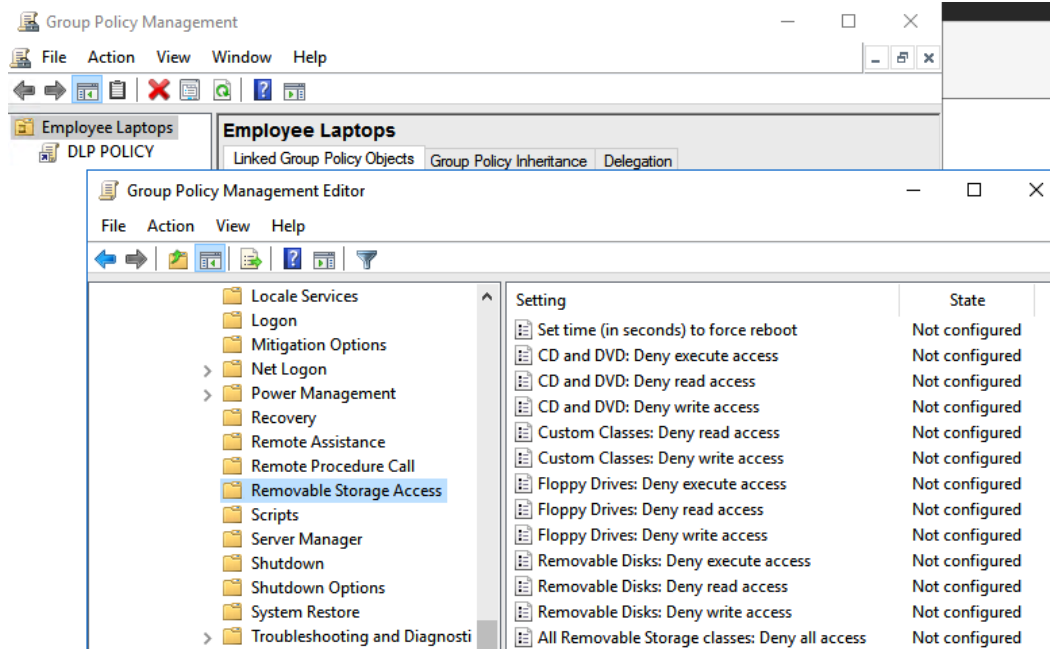 Group Policy Management
File Action View Window Help
Employee Laptops
DLP POLICY
Employee Laptops
Linked Group Policy Objects Group Policy Inheritance Delegation
Group Policy Management Editor
File Action View Help
Locale Services
Logon
Mitigation Options
Net Logon
Power Management
Recovery
Remote Assistance
Remote Procedure Call
Removable Storage Access
Scripts
Server Manager
Shutdown
Shutdown Options
System Restore
Troubleshooting and Diagnosti
Setting State
Set time (in seconds) to force reboot Not configured
CD and DVD: Deny execute access Not configured
CD and DVD: Deny read access Not configured
CD and DVD: Deny write access Not configured
Custom Classes: Deny read access Not configured
Custom Classes: Deny write access Not configured
Floppy Drives: Deny execute access Not configured
Floppy Drives: Deny read access Not configured
Floppy Drives: Deny write access Not configured
Removable Disks: Deny execute access Not configured
Removable Disks: Deny read access Not configured
Removable Disks: Deny write access Not configured
All Removable Storage classes: Deny all access Not configured